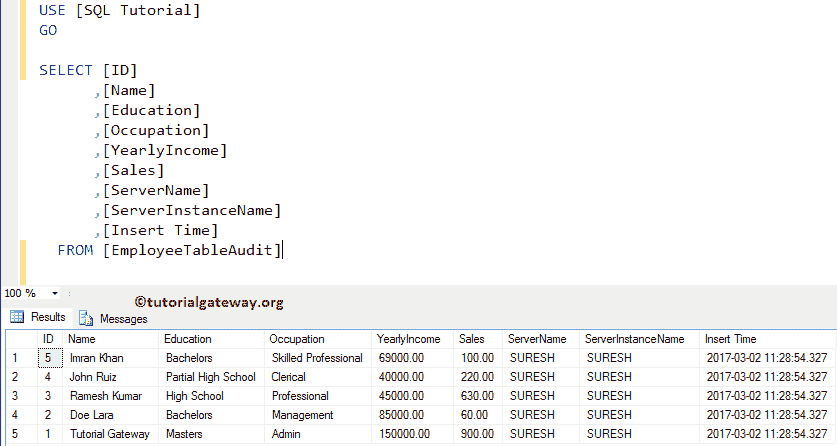 USE [SQL Tutorial]
GO
SELECT [ID]
,[Name]
,[Education]
,[Occupation]
,[YearlyIncome]
,[Sales]
,[ServerName]
,[ServerInstanceName]
,[Insert Time]
FROM [EmployeeTableAudit]
100 %
©tutorialgateway.org
Results Messages
ID Name Education Occupation YearlyIncome Sales ServerName ServerInstanceName Insert Time
1 5 Imran Khan Bachelors Skilled Professional 69000.00 100.00 SURESH SURESH 2017-03-02 11:28:54.327
2 4 John Ruiz Partial High School Clerical 40000.00 220.00 SURESH SURESH 2017-03-02 11:28:54.327
3 3 Ramesh Kumar High School Professional 45000.00 630.00 SURESH SURESH 2017-03-02 11:28:54.327
4 2 Doe Lara Bachelors Management 85000.00 60.00 SURESH SURESH 2017-03-02 11:28:54.327
5 1 Tutorial Gateway Masters Admin 150000.00 900.00 SURESH SURESH 2017-03-02 11:28:54.327